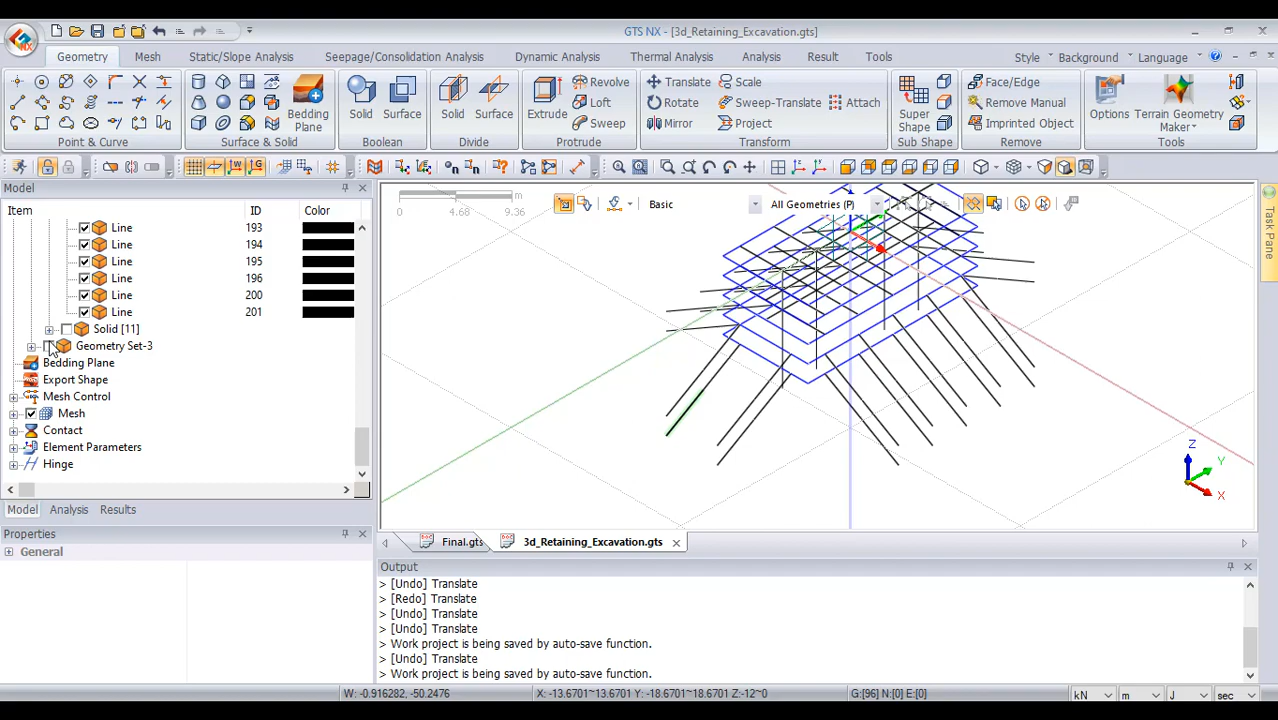 GTS NX - [3d_Retaining_Excavation.gts]
Geometry Mesh Static/Slope Analysis Seepage/Consolidation Analysis Dynamic Analysis Thermal Analysis Analysis Result Tools Style Background Language
Bedding Plane
Solid Surface
Solid Surface
Extrude
Revolve
Loft
Sweep
Translate Scale
Rotate Sweep-Translate Attach
Mirror Project
Super Shape
Face/Edge
Remove Manual
Imprinted Object
Options
Terrain Geometry Maker
Point & Curve Surface & Solid Boolean Divide Protrude Transform Sub Shape Remove Tools
Model
Item ID Color
Line 193
Line 194
Line 195
Line 196
Line 200
Line 201
Solid [11]
Geometry Set-3
Bedding Plane
Export Shape
Mesh Control
Mesh
Contact
Element Parameters
Hinge
Model Analysis Results
Properties
General
m
0 4.68 9.36
Basic
All Geometries (P)
Z
Y
X
Task Pane
Final.gts 3d_Retaining_Excavation.gts
Output
> [Undo] Translate
> [Redo] Translate
> [Undo] Translate
> [Undo] Translate
> Work project is being saved by auto-save function.
> [Undo] Translate
> Work project is being saved by auto-save function.
W: -0.916282, -50.2476 X: -13.6701~13.6701 Y: -18.6701~18.6701 Z:-12~0 G:[96] N:[0] E:[0] kN m J sec